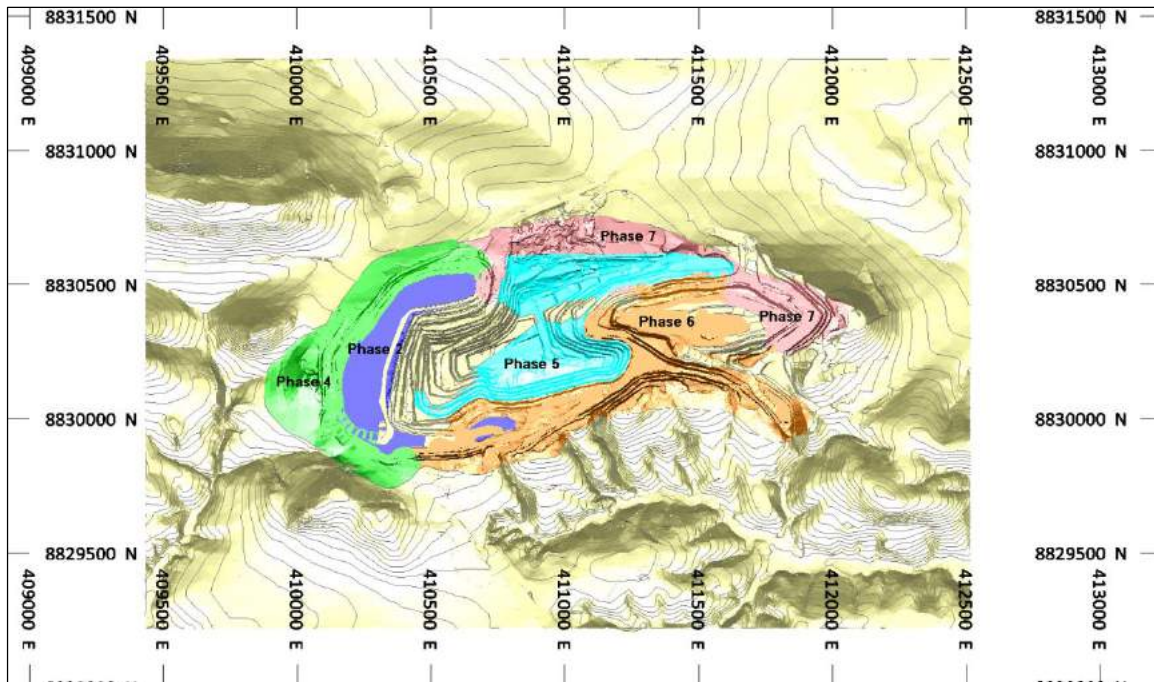 8831500 N
8831500 N
409000 E
409500 E
410000 E
410500 E
411000 E
411500 E
412000 E
412500 E
413000 E
8831000 N
8831000 N
Phase 7
8830500 N
8830500 N
Phase 6
Phase 7
Phase 2
Phase 5
Phase 4
8830000 N
8830000 N
8829500 N
8829500 N
409000 E
409500 E
410000 E
410500 E
411000 E
411500 E
412000 E
412500 E
413000 E